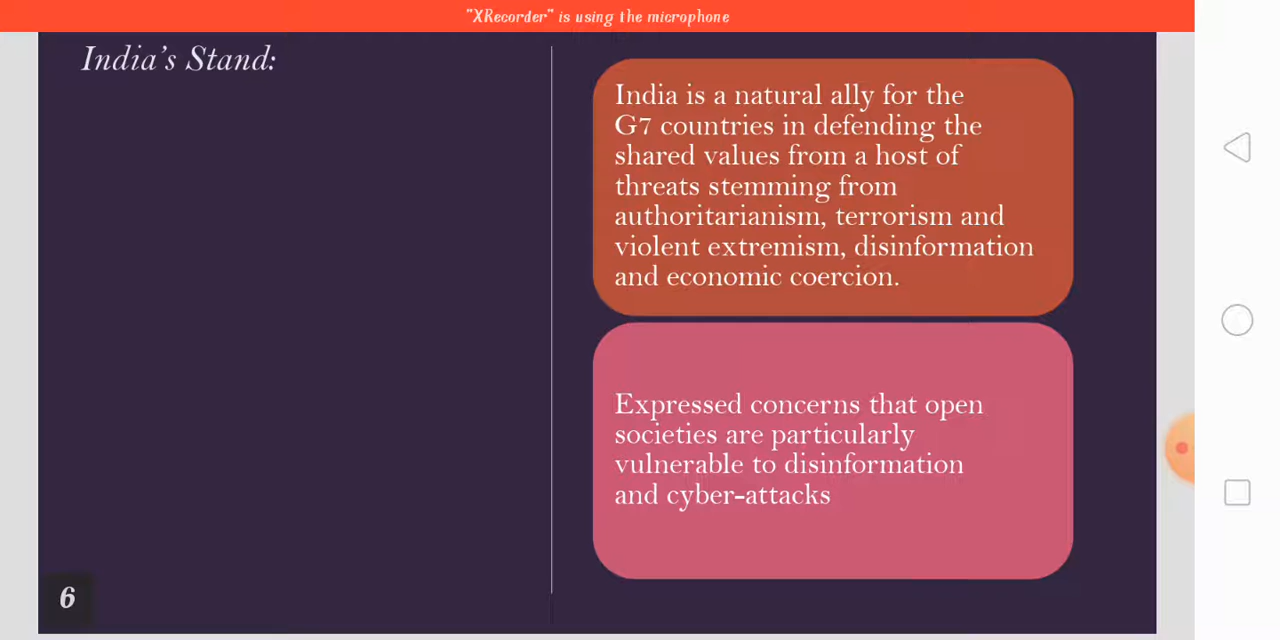 "XRecorder" is using the microphone
India's Stand:
India is a natural ally for the
G7 countries in defending the
shared values from a host of
threats stemming from
authoritarianism, terrorism and
violent extremism, disinformation
and economic coercion.
Expressed concerns that open
societies are particularly
vulnerable to disinformation
and cyber-attacks
6